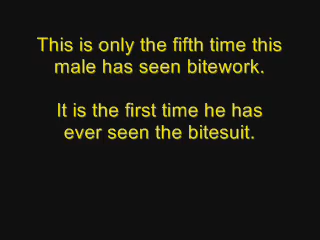 This is only the fifth time this
male has seen bitework.
It is the first time he has
ever seen the bitesuit.